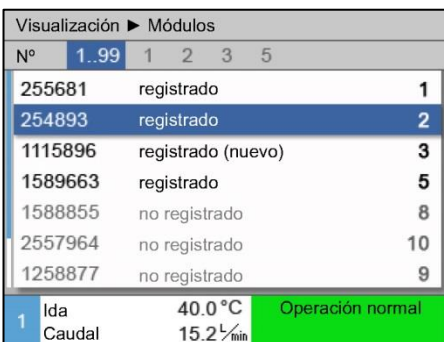 Visualización ► Módulos
Nº 1..99 1 2 3 5
255681 registrado 1
254893 registrado 2
1115896 registrado (nuevo) 3
1589663 registrado 5
1588855 no registrado 8
2557964 no registrado 10
1258877 no registrado 9
1 Ida 40.0 °C Operación normal
Caudal 15.2 L/min